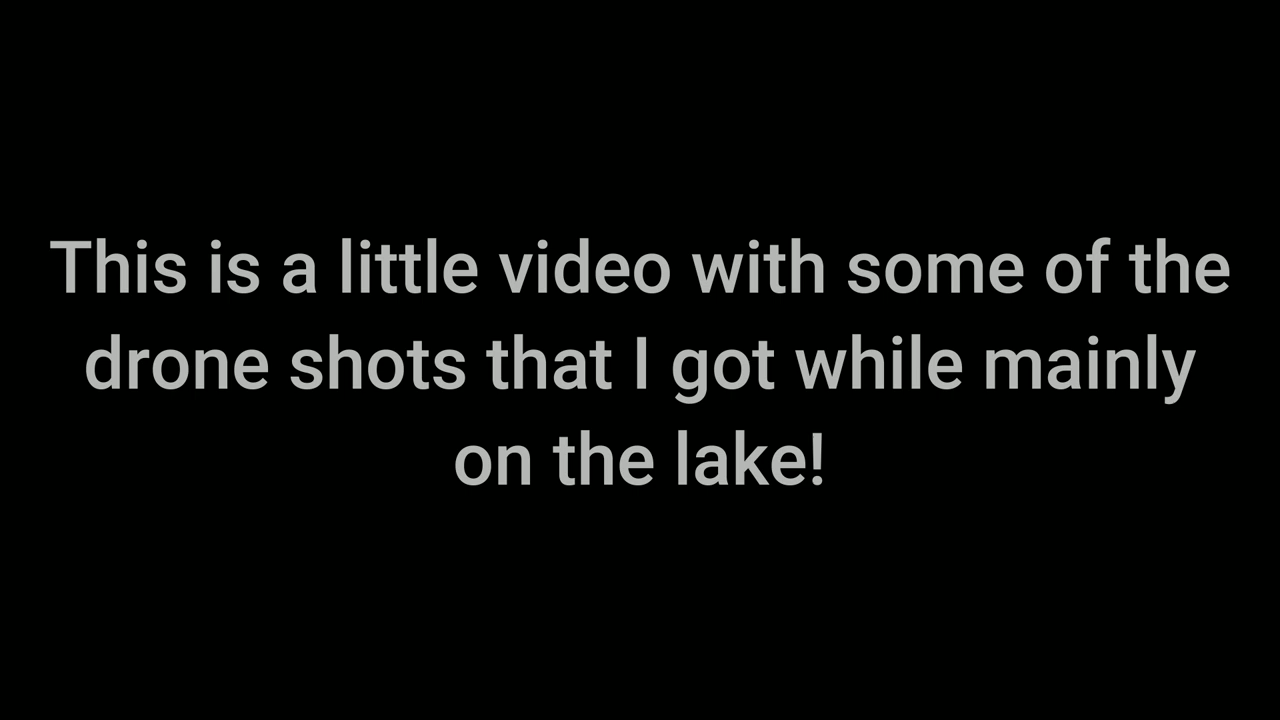 This is a little video with some of the
drone shots that I got while mainly
on the lake!